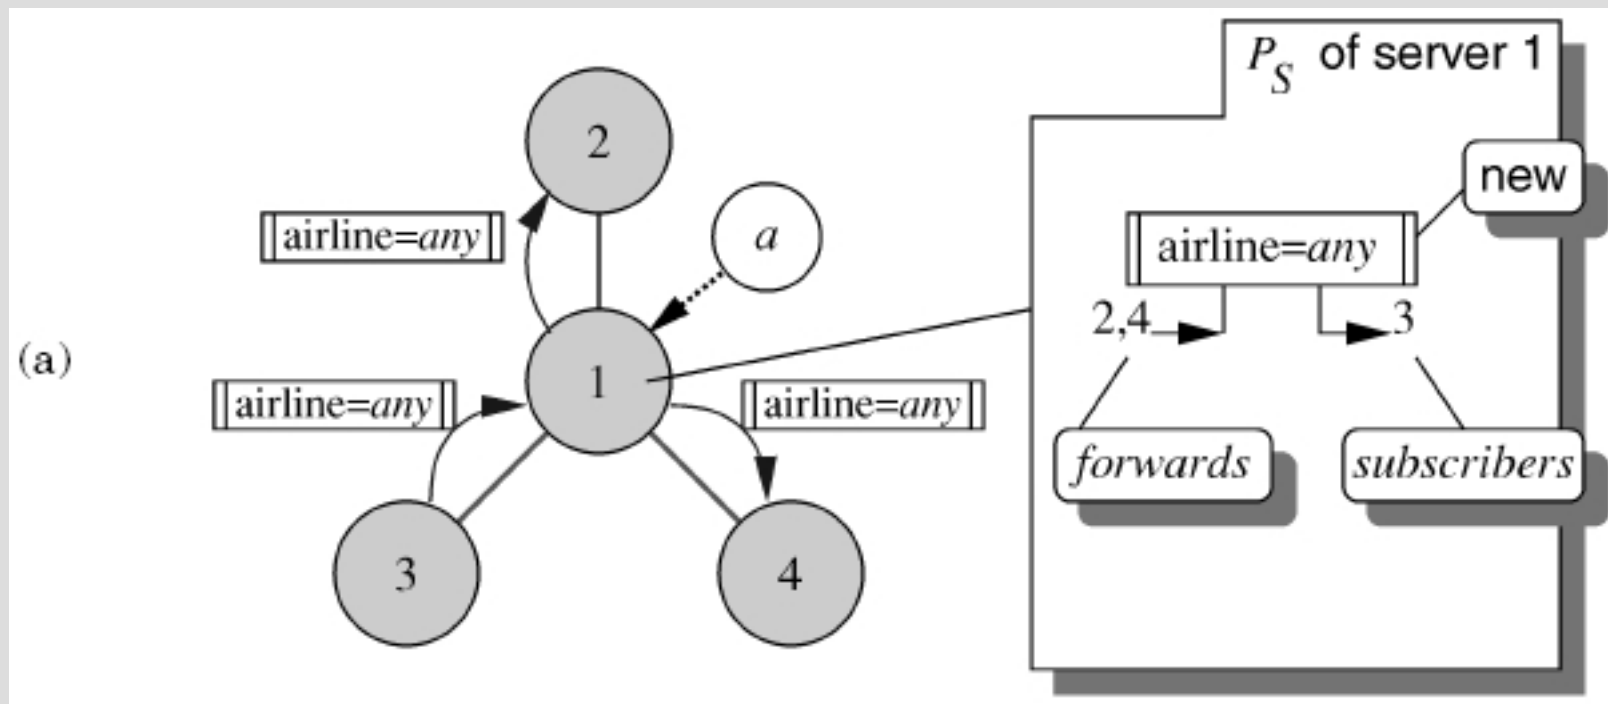 P_S of server 1
2
new
airline=any
a
airline=any
2,4
3
(a)
1
airline=any
airline=any
forwards
subscribers
3
4